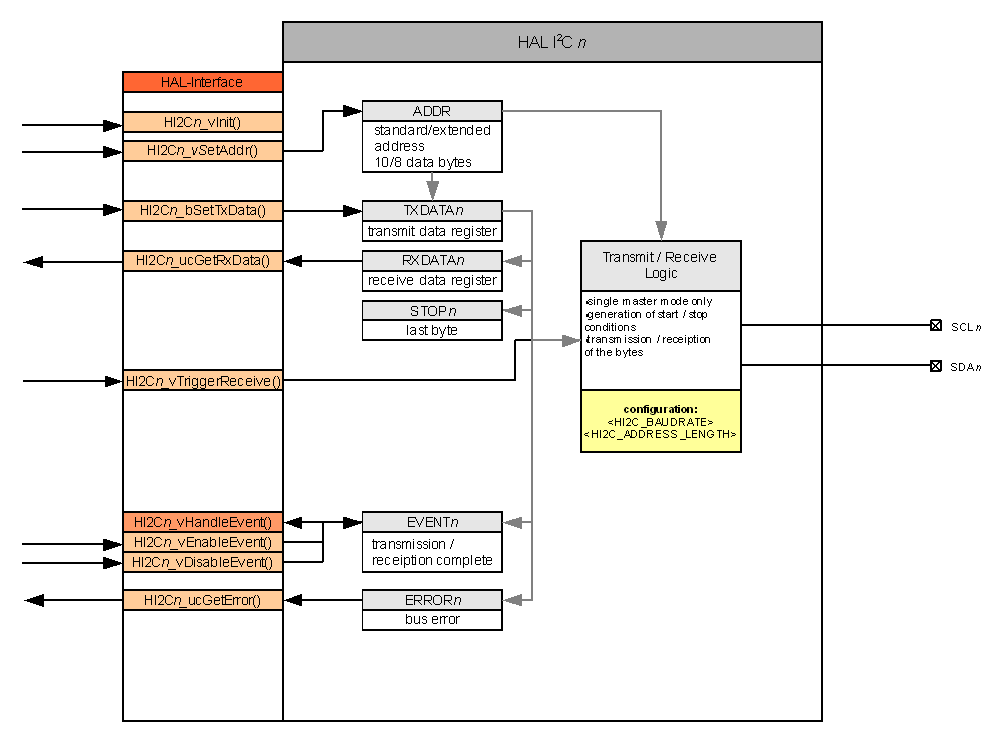 HAL I²C n
HAL-Interface
HI2Cn_vInit()
HI2Cn_vSetAddr()
HI2Cn_bSetTxData()
HI2Cn_ucGetRxData()
HI2Cn_vTriggerReceive()
HI2Cn_vHandleEvent()
HI2Cn_vEnableEvent()
HI2Cn_vDisableEvent()
HI2Cn_ucGetError()
ADDR
standard/extended
address
10/8 data bytes
TXDATAn
transmit data register
RXDATAn
receive data register
STOPn
last byte
EVENTn
transmission /
receiption complete
ERRORn
bus error
Transmit / Receive
Logic
•single master mode only
•generation of start / stop
conditions
•transmission / receiption
of the bytes
configuration:
<HI2C_BAUDRATE>
<HI2C_ADDRESS_LENGTH>
SCLn
SDAn